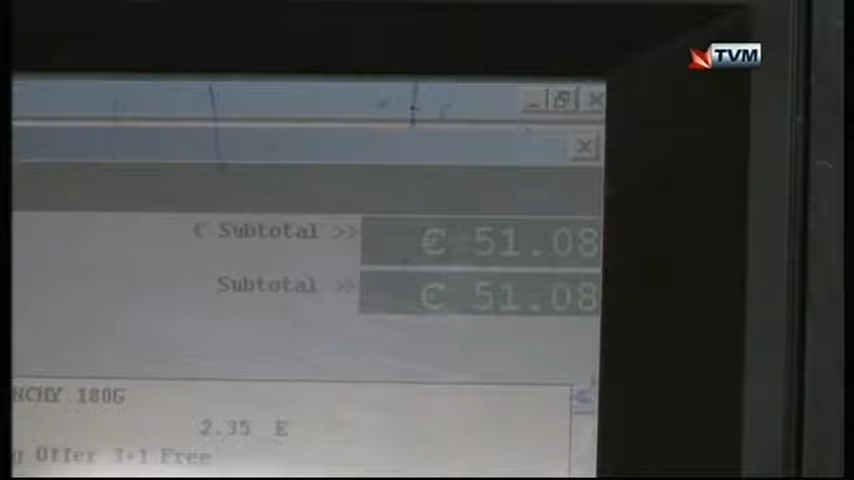 TVM
€ Subtotal >> € 51.08
Subtotal >> € 51.08
NCHY 180G
2.35 E
g Offer 3+1 Free